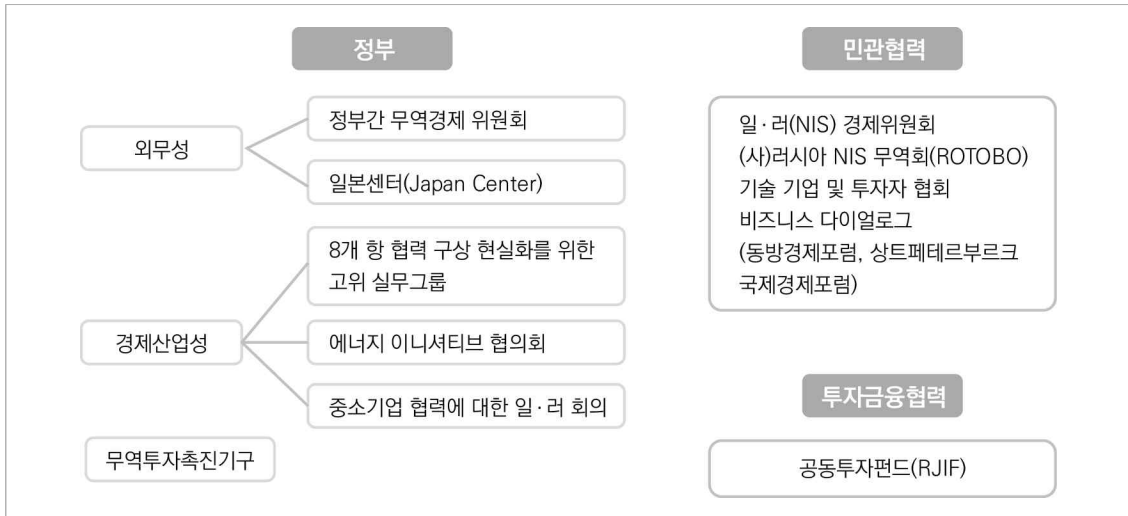 정부
외무성
정부간 무역경제 위원회
일본센터(Japan Center)
경제산업성
8개 항 협력 구상 현실화를 위한
고위 실무그룹
에너지 이니셔티브 협의회
중소기업 협력에 대한 일·러 회의
무역투자촉진기구
민관협력
일·러(NIS) 경제위원회
(사)러시아 NIS 무역회(ROTOBO)
기술 기업 및 투자자 협회
비즈니스 다이얼로그
(동방경제포럼, 상트페테르부르크
국제경제포럼)
투자금융협력
공동투자펀드(RJIF)